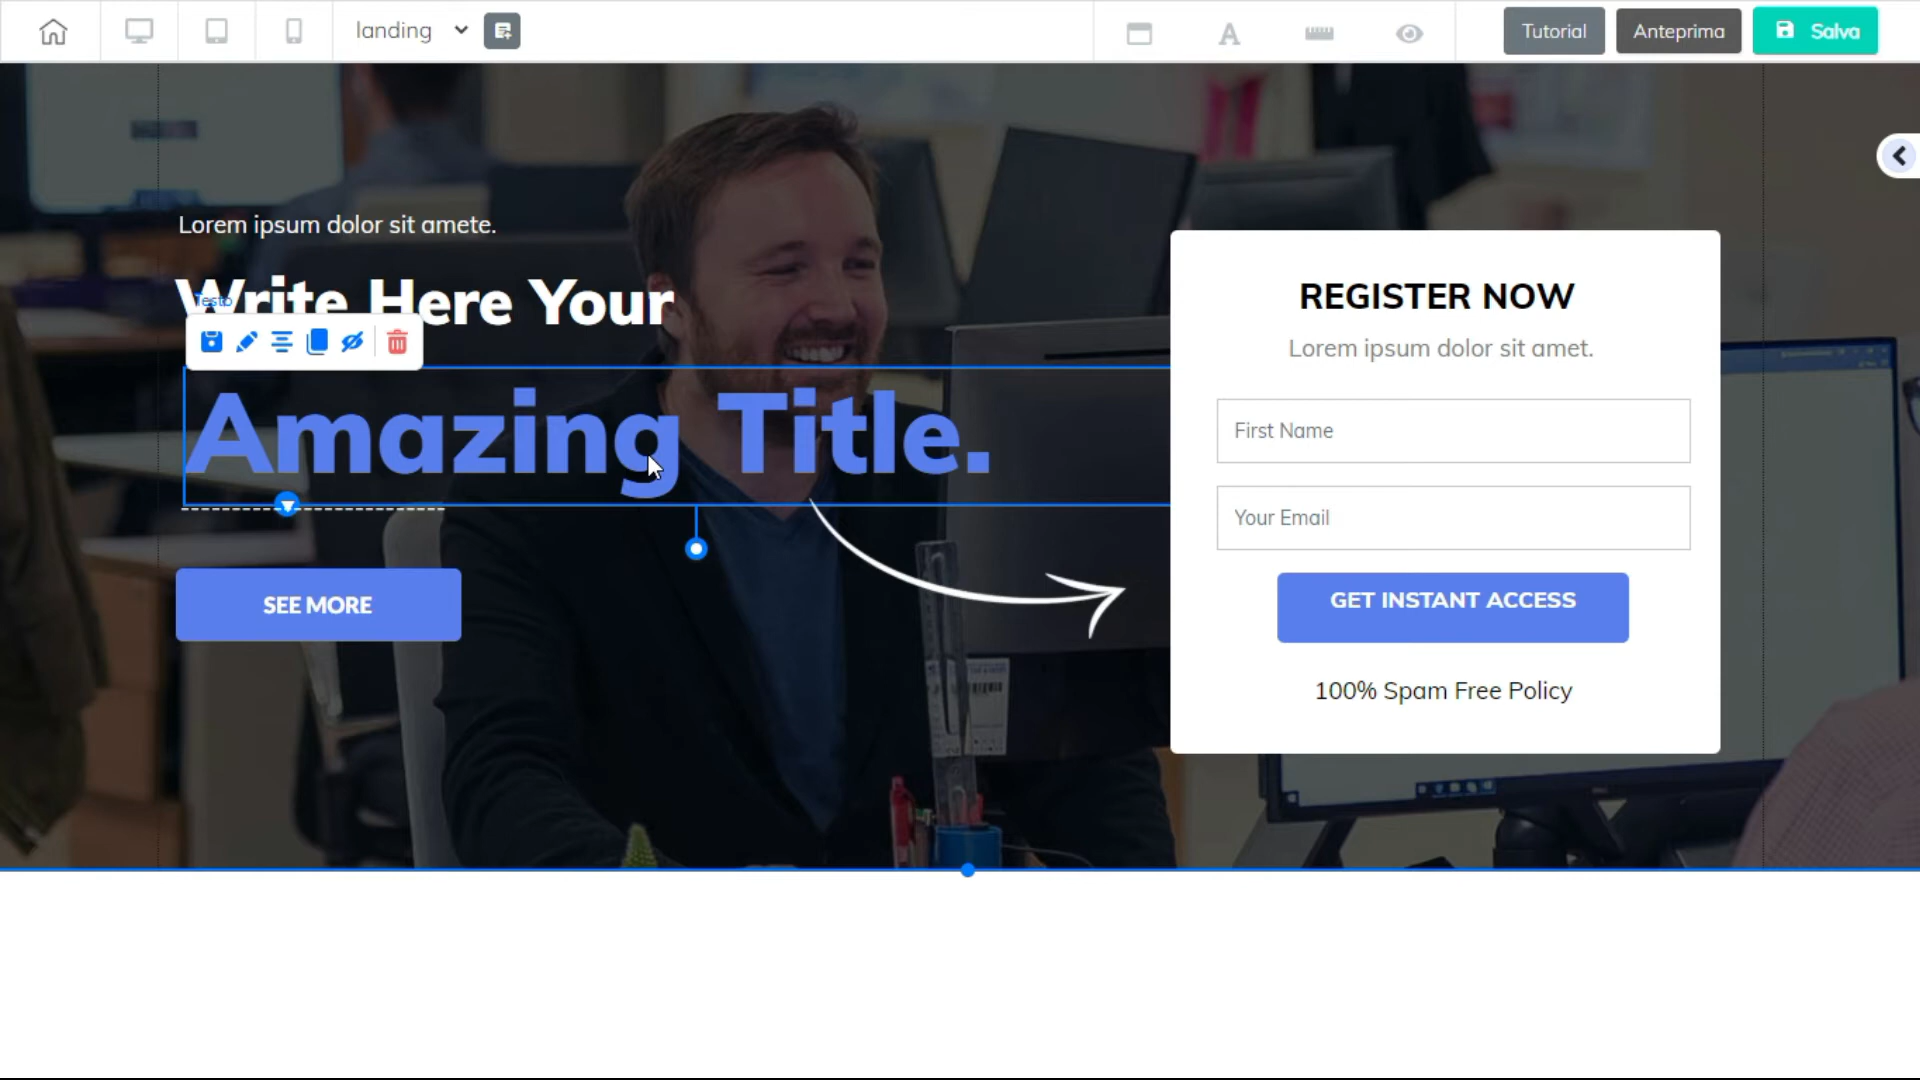 landing
Tutorial
Anteprima
Salva
Lorem ipsum dolor sit amete.
Write Here Your
Testo
Amazing Title.
SEE MORE
REGISTER NOW
Lorem ipsum dolor sit amet.
First Name
Your Email
GET INSTANT ACCESS
100% Spam Free Policy